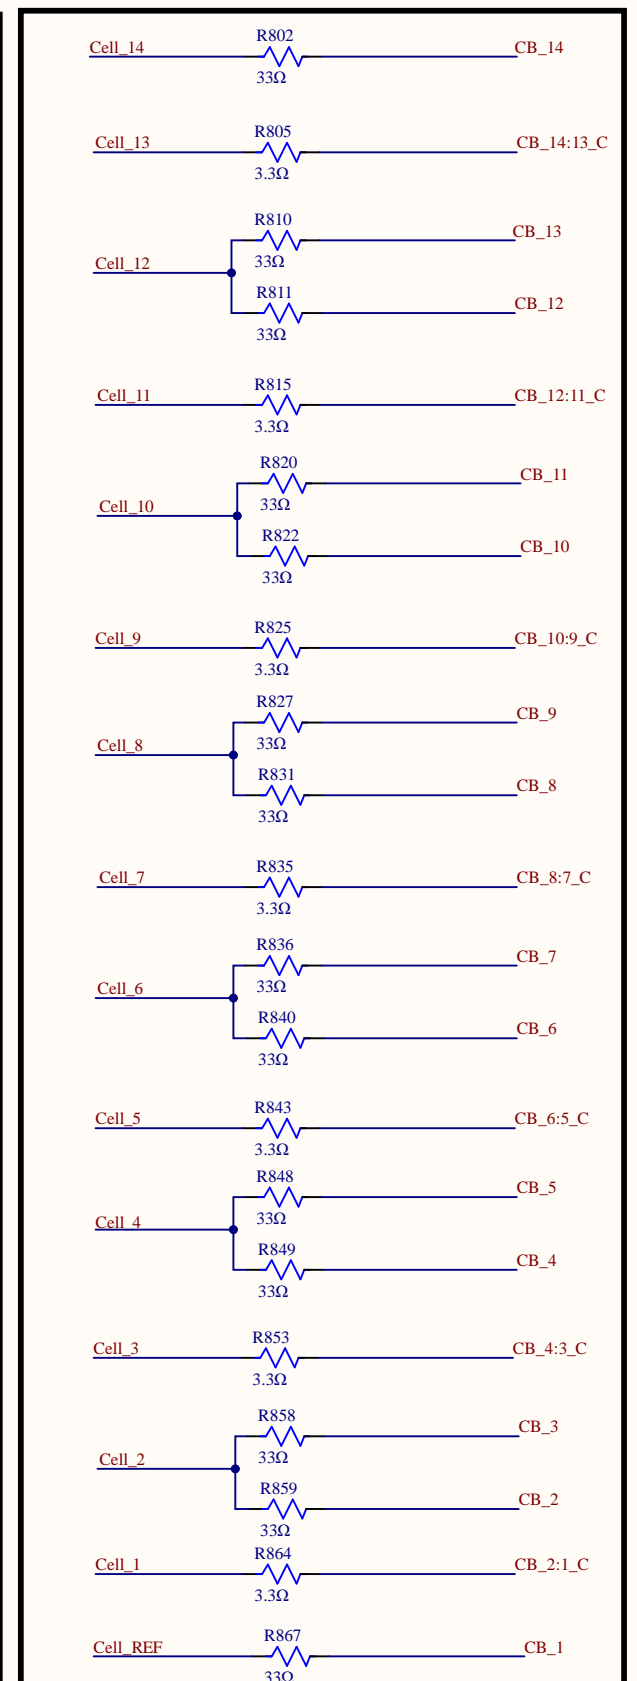 R802
Cell_14
CB_14
33Ω
R805
Cell_13
CB_14:13_C
3.3Ω
R810
CB_13
33Ω
Cell_12
R811
CB_12
33Ω
R815
Cell_11
CB_12:11_C
3.3Ω
R820
CB_11
33Ω
Cell_10
R822
CB_10
33Ω
R825
Cell_9
CB_10:9_C
3.3Ω
R827
CB_9
33Ω
Cell_8
R831
CB_8
33Ω
R835
Cell_7
CB_8:7_C
3.3Ω
R836
CB_7
33Ω
Cell_6
R840
CB_6
33Ω
R843
Cell_5
CB_6:5_C
3.3Ω
R848
CB_5
33Ω
Cell_4
R849
CB_4
33Ω
R853
Cell_3
CB_4:3_C
3.3Ω
R858
CB_3
33Ω
Cell_2
R859
CB_2
33Ω
R864
Cell_1
CB_2:1_C
3.3Ω
R867
Cell_REF
CB_1
33Ω